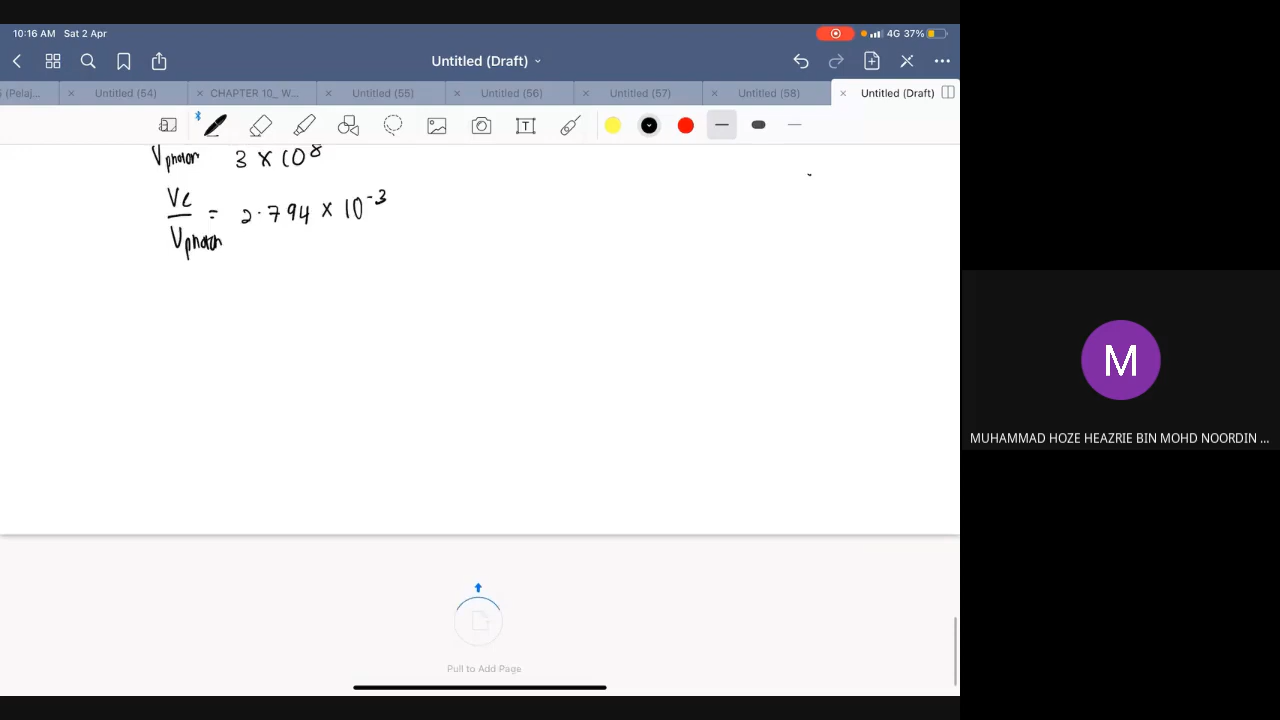 10:16 AM Sat 2 Apr
4G 37%
Untitled (Draft)
(Pelaj...
Untitled (54)
CHAPTER 10_ W...
Untitled (55)
Untitled (56)
Untitled (57)
Untitled (58)
Untitled (Draft)
Vphoton 3 × 10^8
Ve
Vphoton = 2.794 × 10^-3
M
MUHAMMAD HOZE HEAZRIE BIN MOHD NOORDIN ...
Pull to Add Page